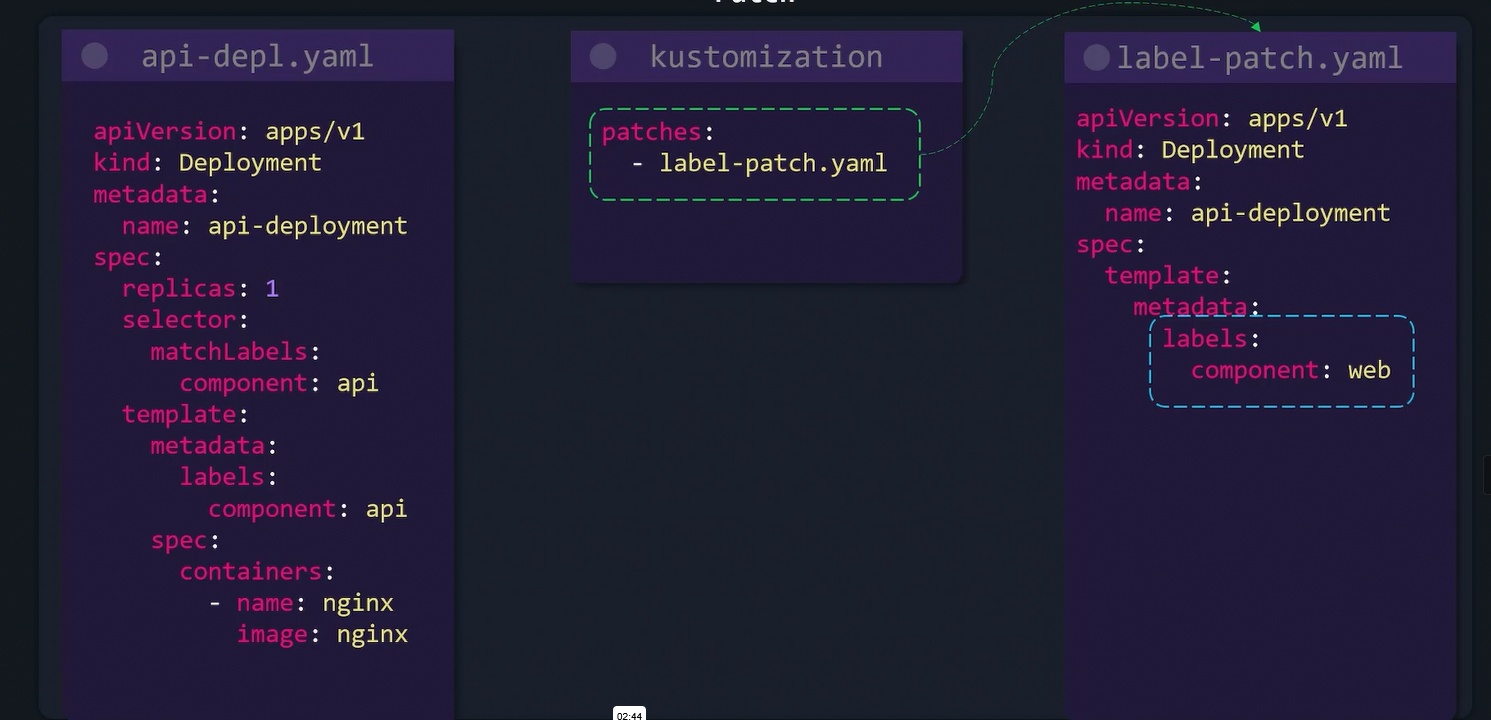 Patch
api-depl.yaml
apiVersion: apps/v1
kind: Deployment
metadata:
  name: api-deployment
spec:
  replicas: 1
  selector:
    matchLabels:
      component: api
  template:
    metadata:
      labels:
        component: api
    spec:
      containers:
        - name: nginx
          image: nginx
kustomization
patches:
  - label-patch.yaml
label-patch.yaml
apiVersion: apps/v1
kind: Deployment
metadata:
  name: api-deployment
spec:
  template:
    metadata:
      labels:
        component: web
02:44